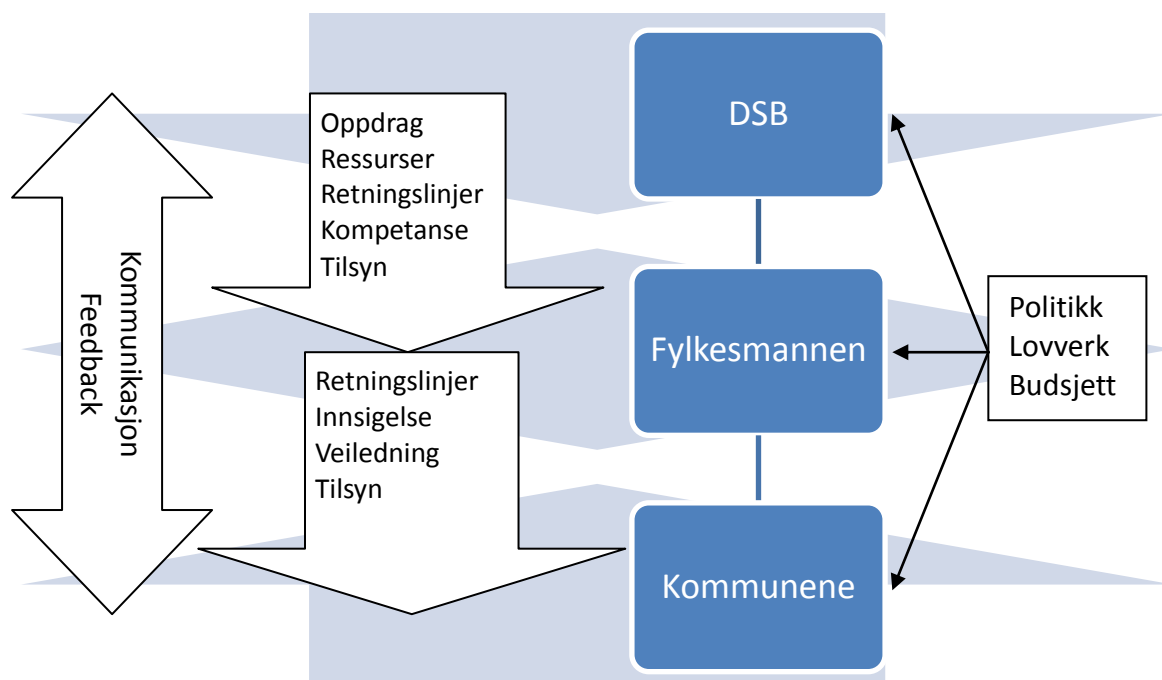 DSB
Oppdrag
Ressurser
Retningslinjer
Kompetanse
Tilsyn
Kommunikasjon
Feedback
Fylkesmannen
Politikk
Lovverk
Budsjett
Retningslinjer
Innsigelse
Veiledning
Tilsyn
Kommunene